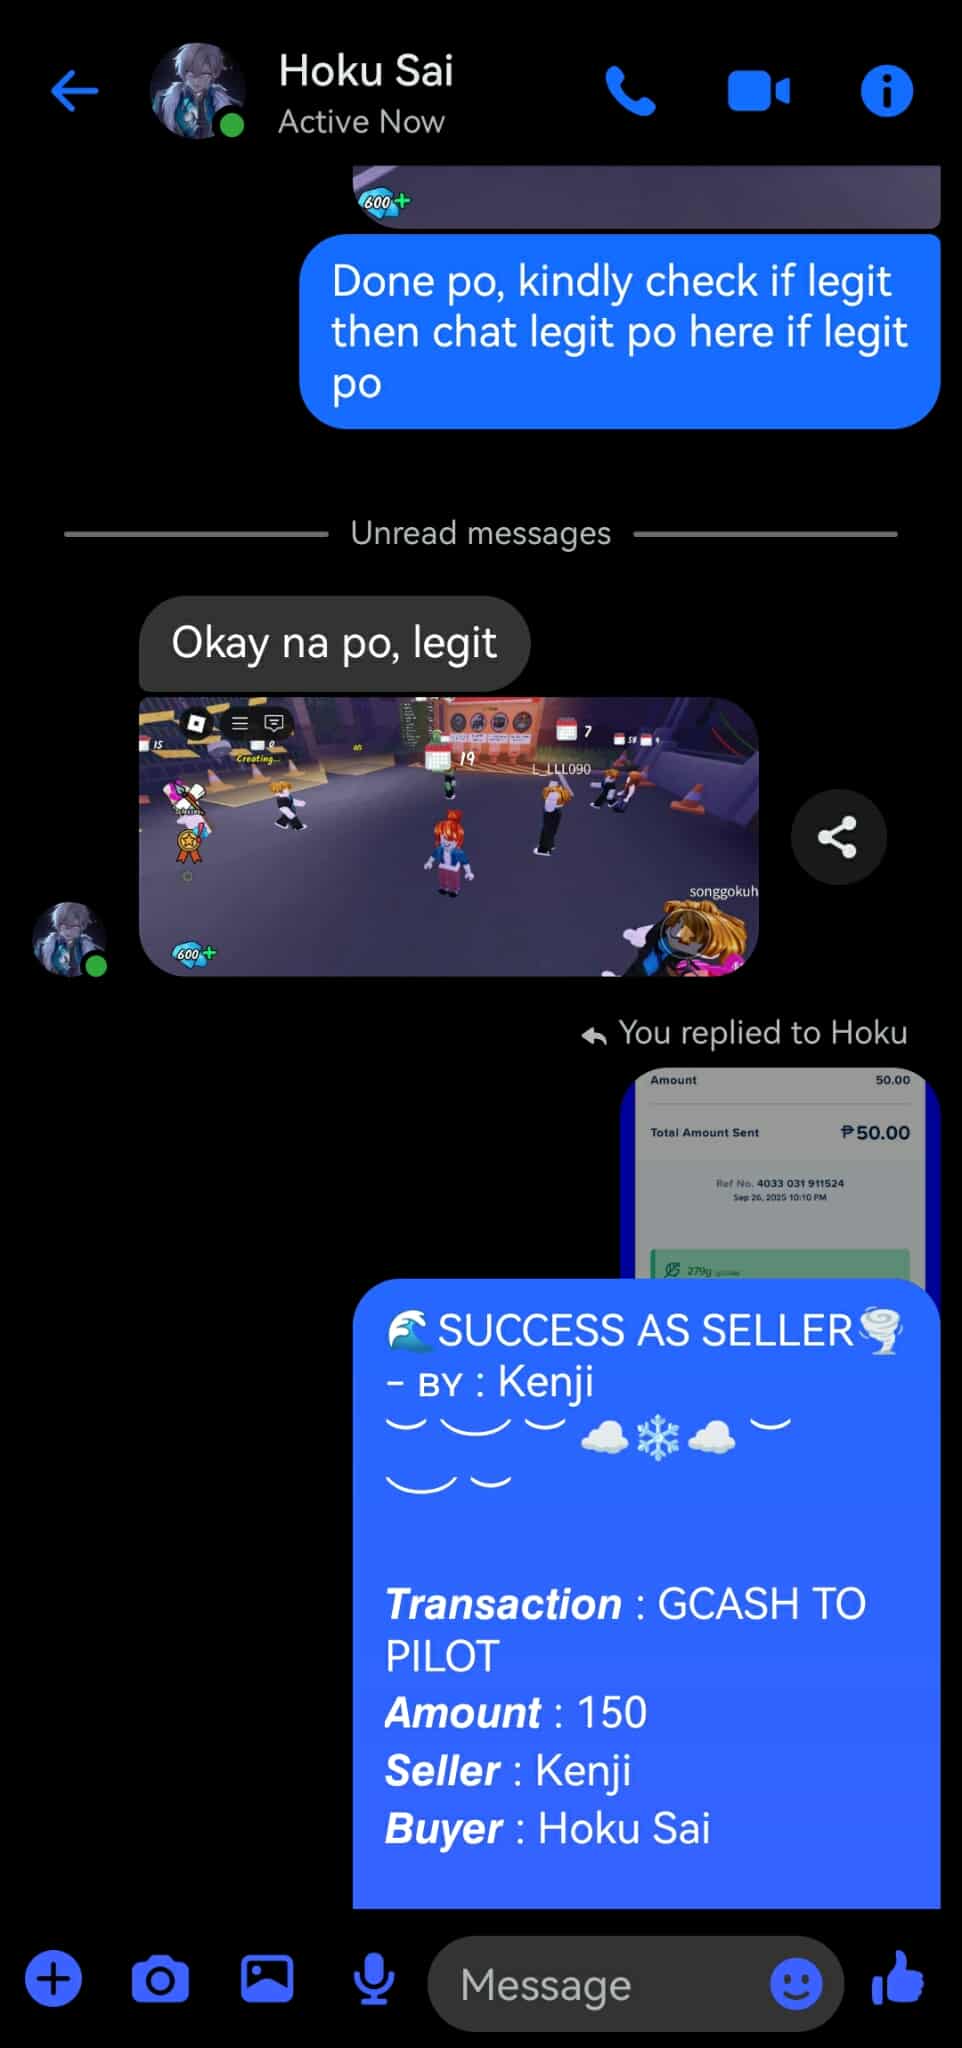 Hoku Sai
Active Now
600+
Done po, kindly check if legit
then chat legit po here if legit
po
Unread messages
Okay na po, legit
15
0
Creating...
19
7
L_LLL090
songgokuh
600+
You replied to Hoku
Amount 50.00
Total Amount Sent ₱50.00
Ref No. 4033 031 911524
Sep 26, 2025 10:10 PM
279g
🌊 SUCCESS AS SELLER🌪️
- ʙʏ : Kenji
︶ ︶ ︶ ☁️❄️☁️ ︶
︶ ︶
Transaction : GCASH TO
PILOT
Amount : 150
Seller : Kenji
Buyer : Hoku Sai
Message